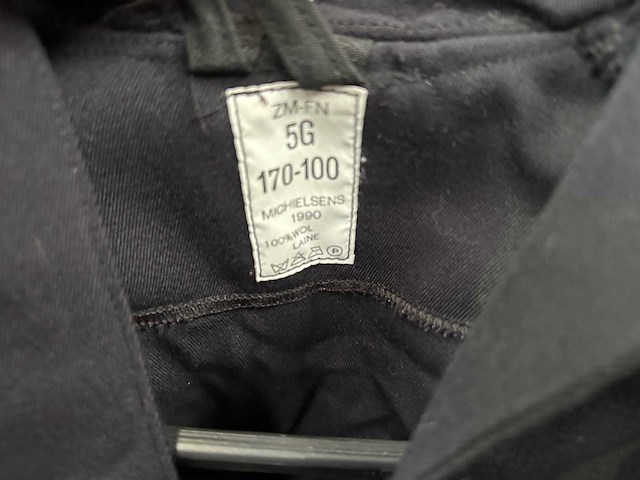 ZM-FN
5G
170-100
MICHIELSENS
1990
100% WOL
LAINE